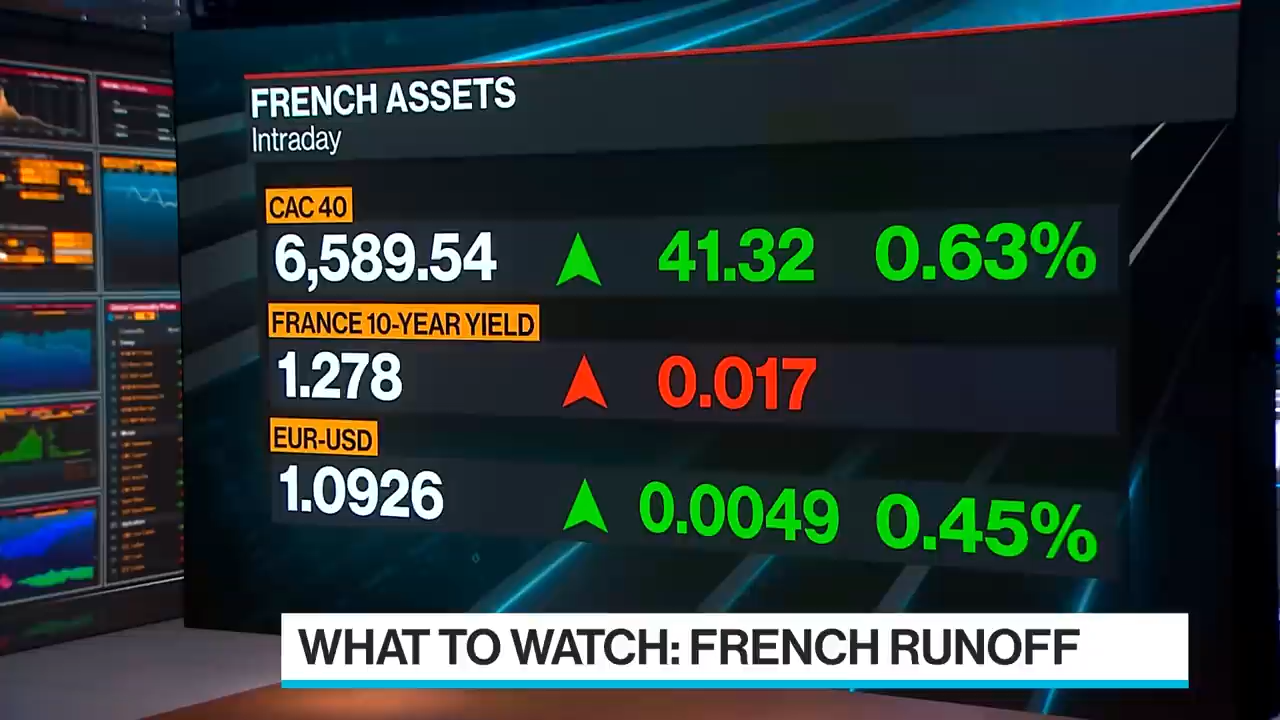 FRENCH ASSETS
Intraday
CAC 40
6,589.54 ▲ 41.32 0.63%
FRANCE 10-YEAR YIELD
1.278 ▲ 0.017
EUR-USD
1.0926 ▲ 0.0049 0.45%
WHAT TO WATCH: FRENCH RUNOFF